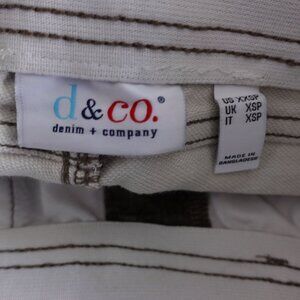 d&co.®
denim + company
US XXSP
UK XSP
IT XSP
MADE IN
BANGLADESH